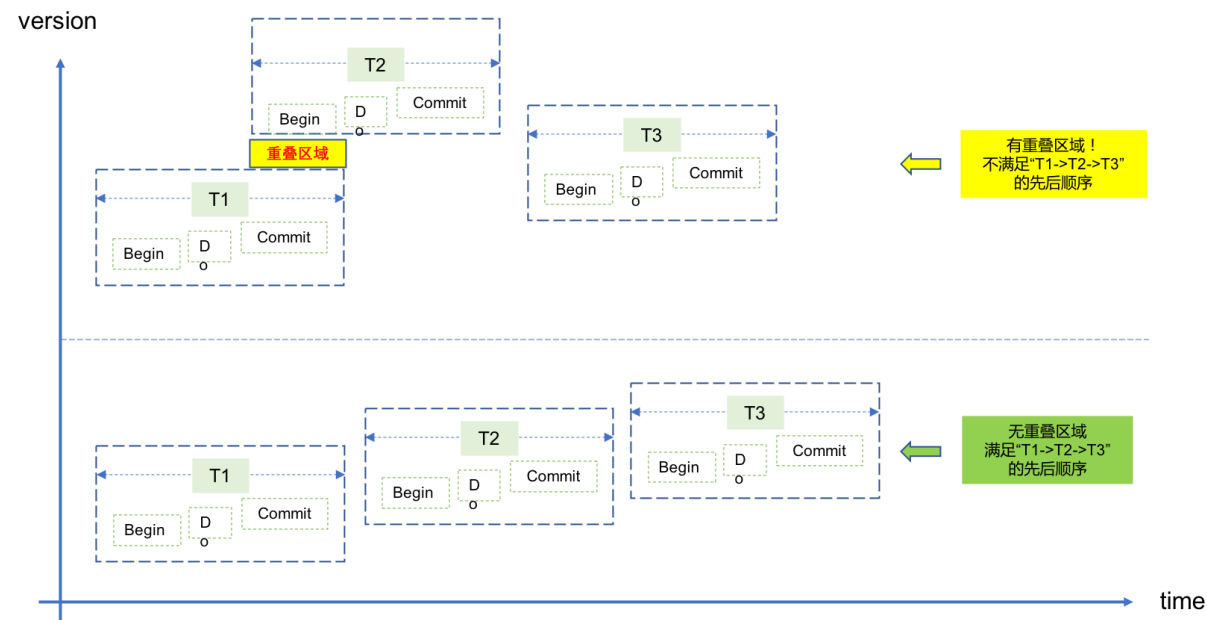 version
T2
Begin
D
o
Commit
重叠区域
T1
Begin
D
o
Commit
T3
Begin
D
o
Commit
有重叠区域！
不满足“T1->T2->T3”
的先后顺序
T1
Begin
D
o
Commit
T2
Begin
D
o
Commit
T3
Begin
D
o
Commit
无重叠区域
满足“T1->T2->T3”
的先后顺序
time